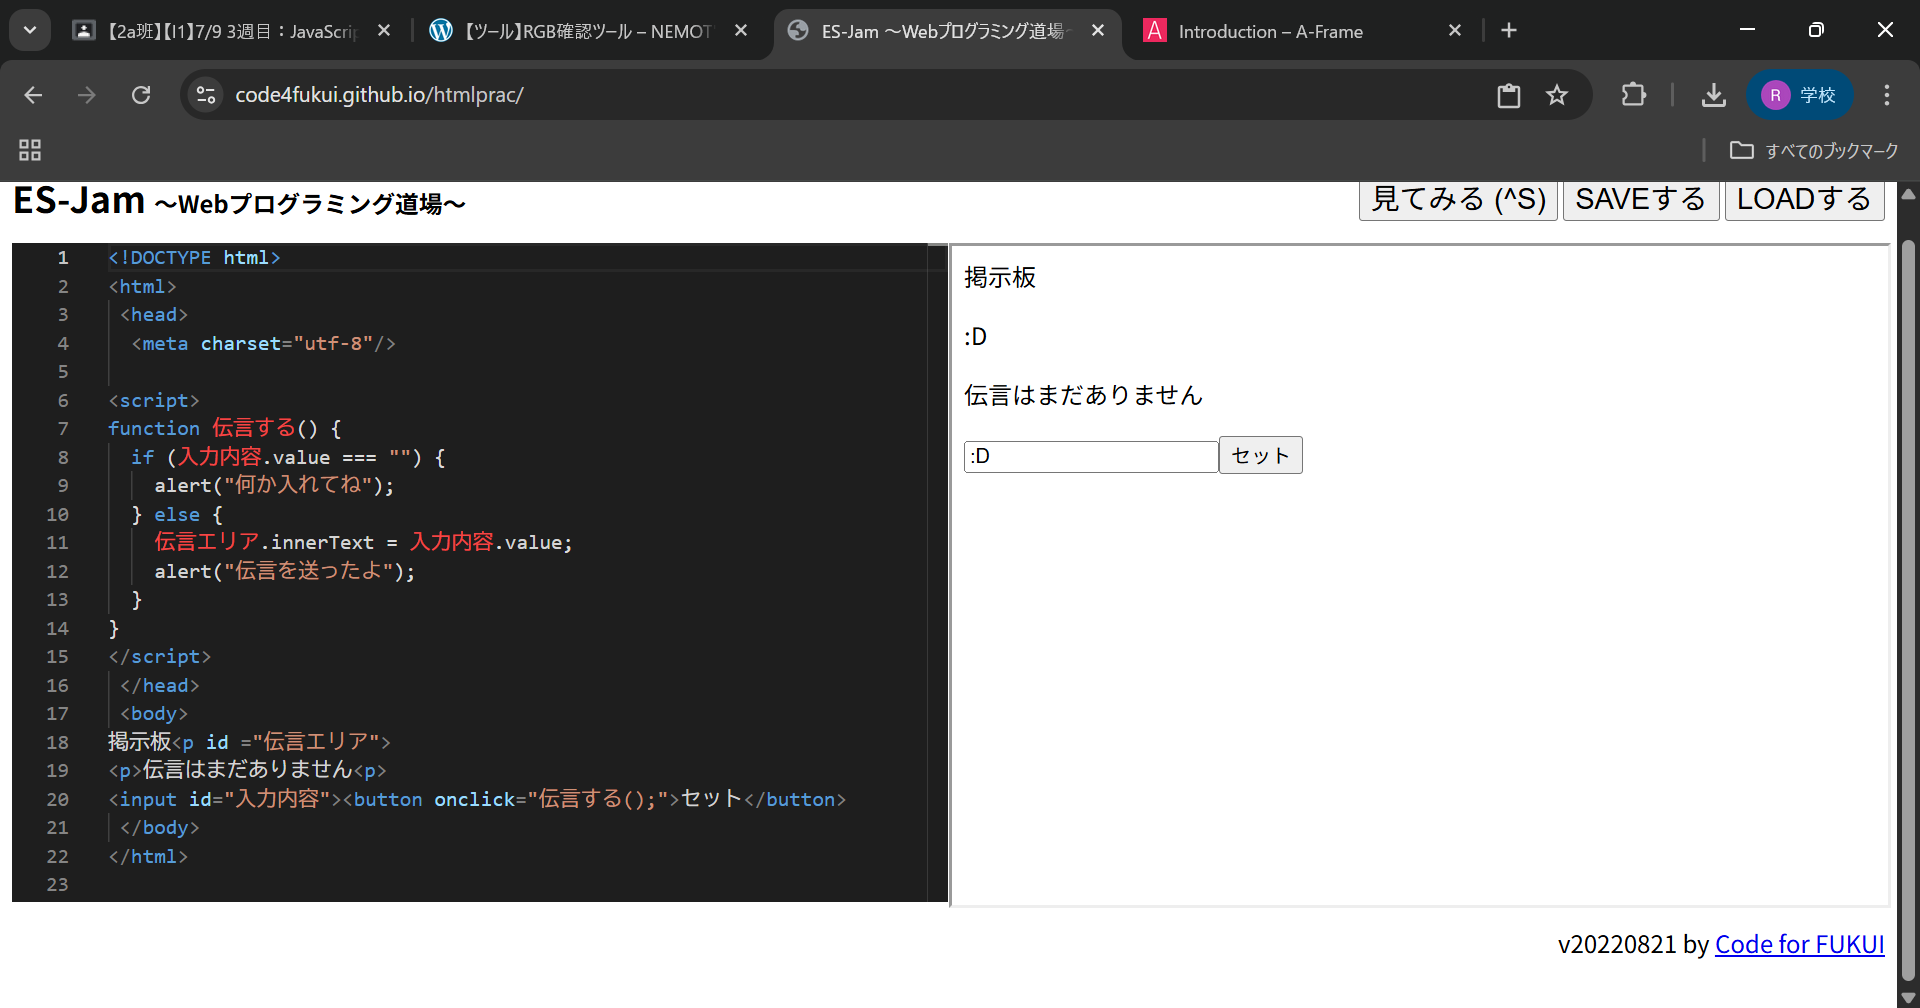 【2a班】【I1】7/9 3週目：JavaScrip
【ツール】RGB確認ツール – NEMOT
ES-Jam ～Webプログラミング道場～
Introduction – A-Frame
code4fukui.github.io/htmlprac/
R 学校
すべてのブックマーク
ES-Jam ～Webプログラミング道場～
見てみる (^S) SAVEする LOADする
1 <!DOCTYPE html>
2 <html>
3 <head>
4 <meta charset="utf-8"/>
5
6 <script>
7 function 伝言する() {
8 if (入力内容.value === "") {
9 alert("何か入れてね");
10 } else {
11 伝言エリア.innerText = 入力内容.value;
12 alert("伝言を送ったよ");
13 }
14 }
15 </script>
16 </head>
17 <body>
18 掲示板<p id ="伝言エリア">
19 <p>伝言はまだありません<p>
20 <input id="入力内容"><button onclick="伝言する();">セット</button>
21 </body>
22 </html>
23
掲示板
:D
伝言はまだありません
:D セット
v20220821 by Code for FUKUI